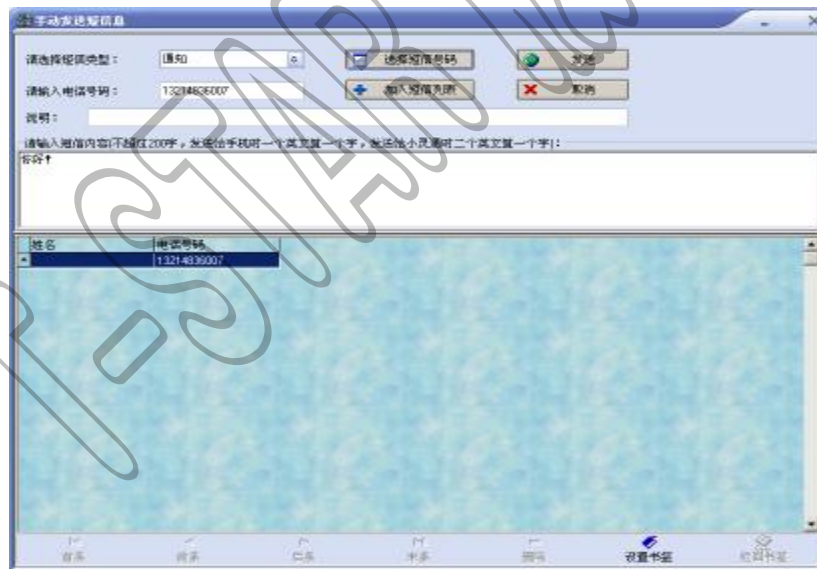 手动发送短信息
请选择短信类型： 通知 选择短信号码 发送
请输入电话号码： 13214836007 加入短信列表 取消
说明：
请输入短信内容(不超过200字，发送给手机时一个英文算一个字，发送给小灵通时二个英文算一个字)：
你好！
姓名 电话号码
13214836007
首条 前条 后条 末条 删除 设置书签 返回书签